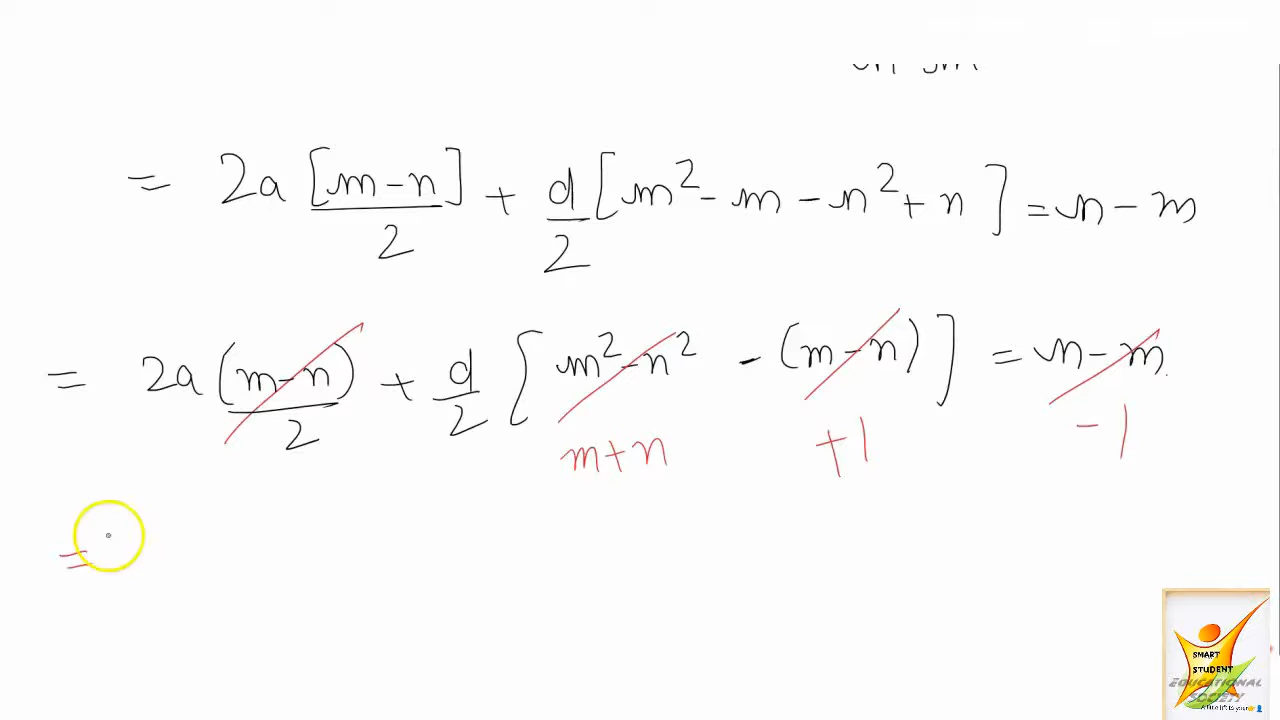 = 2a [m-n]/2 + d/2 [m² - m - n² + n] = n - m
= 2a (m-n)/2 + d/2 [m² - n² - (m-n)] = n - m
m+n +1 -1
=
SMART
STUDENT
EDUCATIONAL
SOCIETY